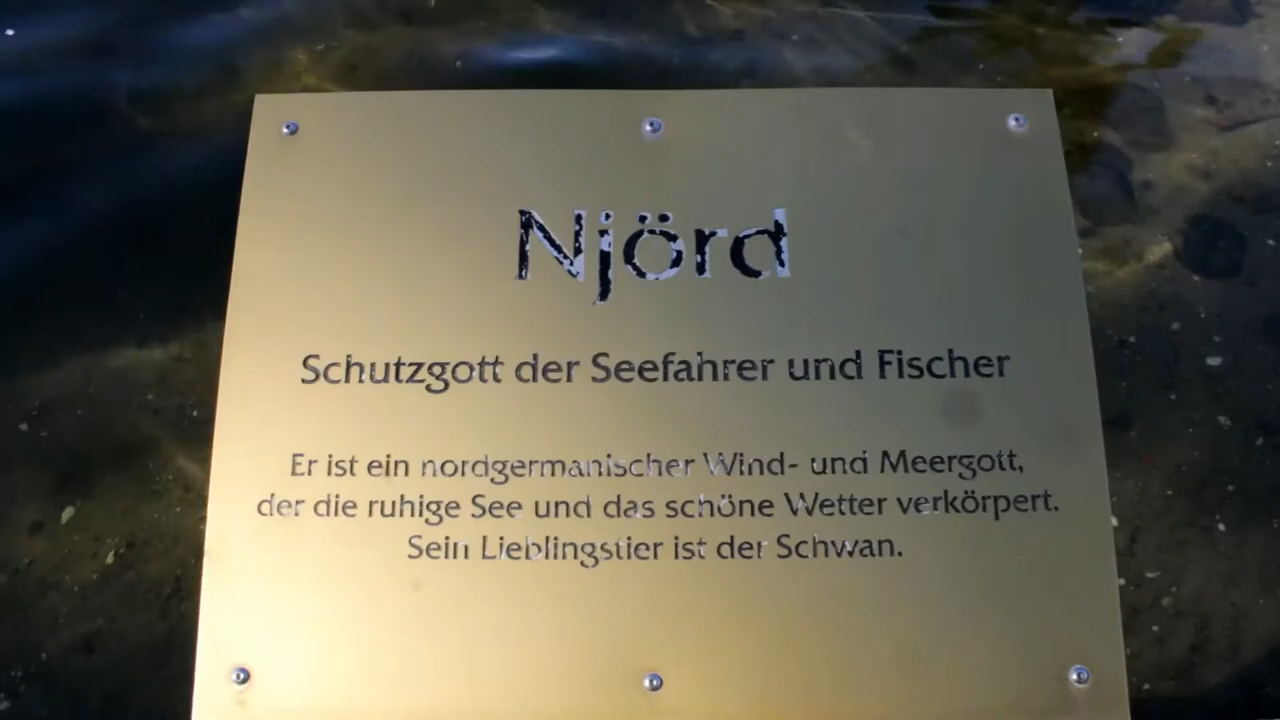 Njörd
Schutzgott der Seefahrer und Fischer
Er ist ein nordgermanischer Wind- und Meergott,
der die ruhige See und das schöne Wetter verkörpert.
Sein Lieblingstier ist der Schwan.